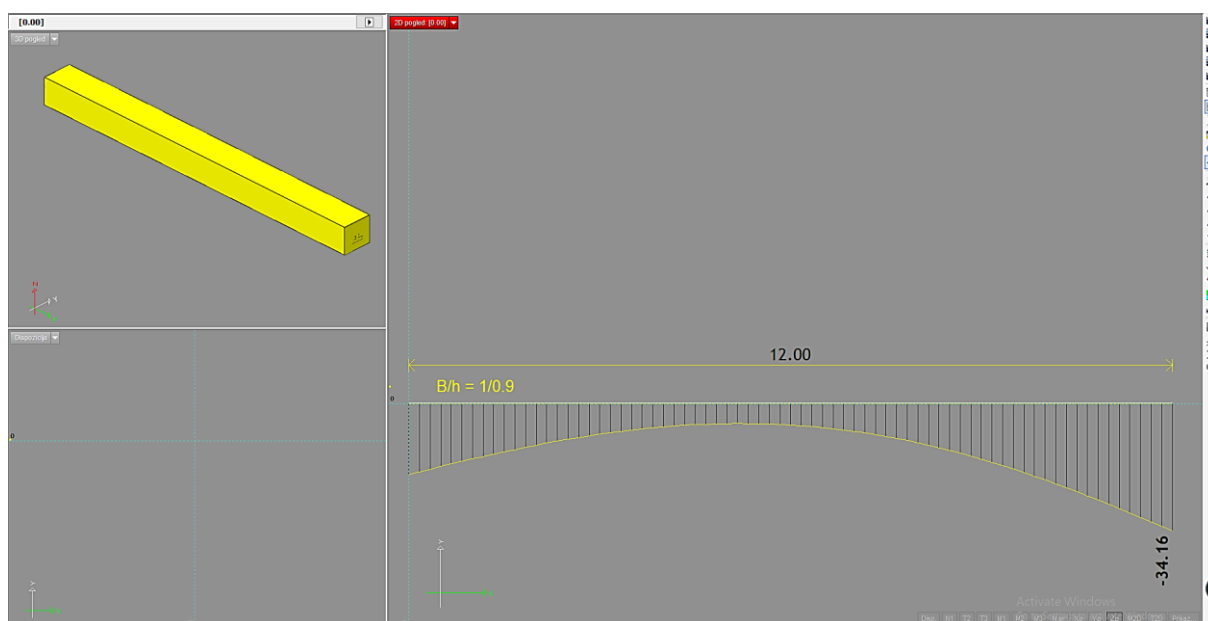 [0.00]
3D pogled
2D pogled: [0.00]
Dispozicija
12.00
B/h = 1/0.9
0
0
-34.16
Activate Windows